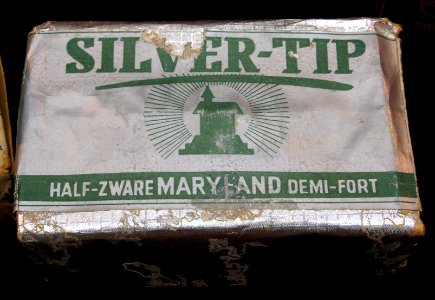 SILVER-TIP
HALF-ZWARE MARYLAND DEMI-FORT